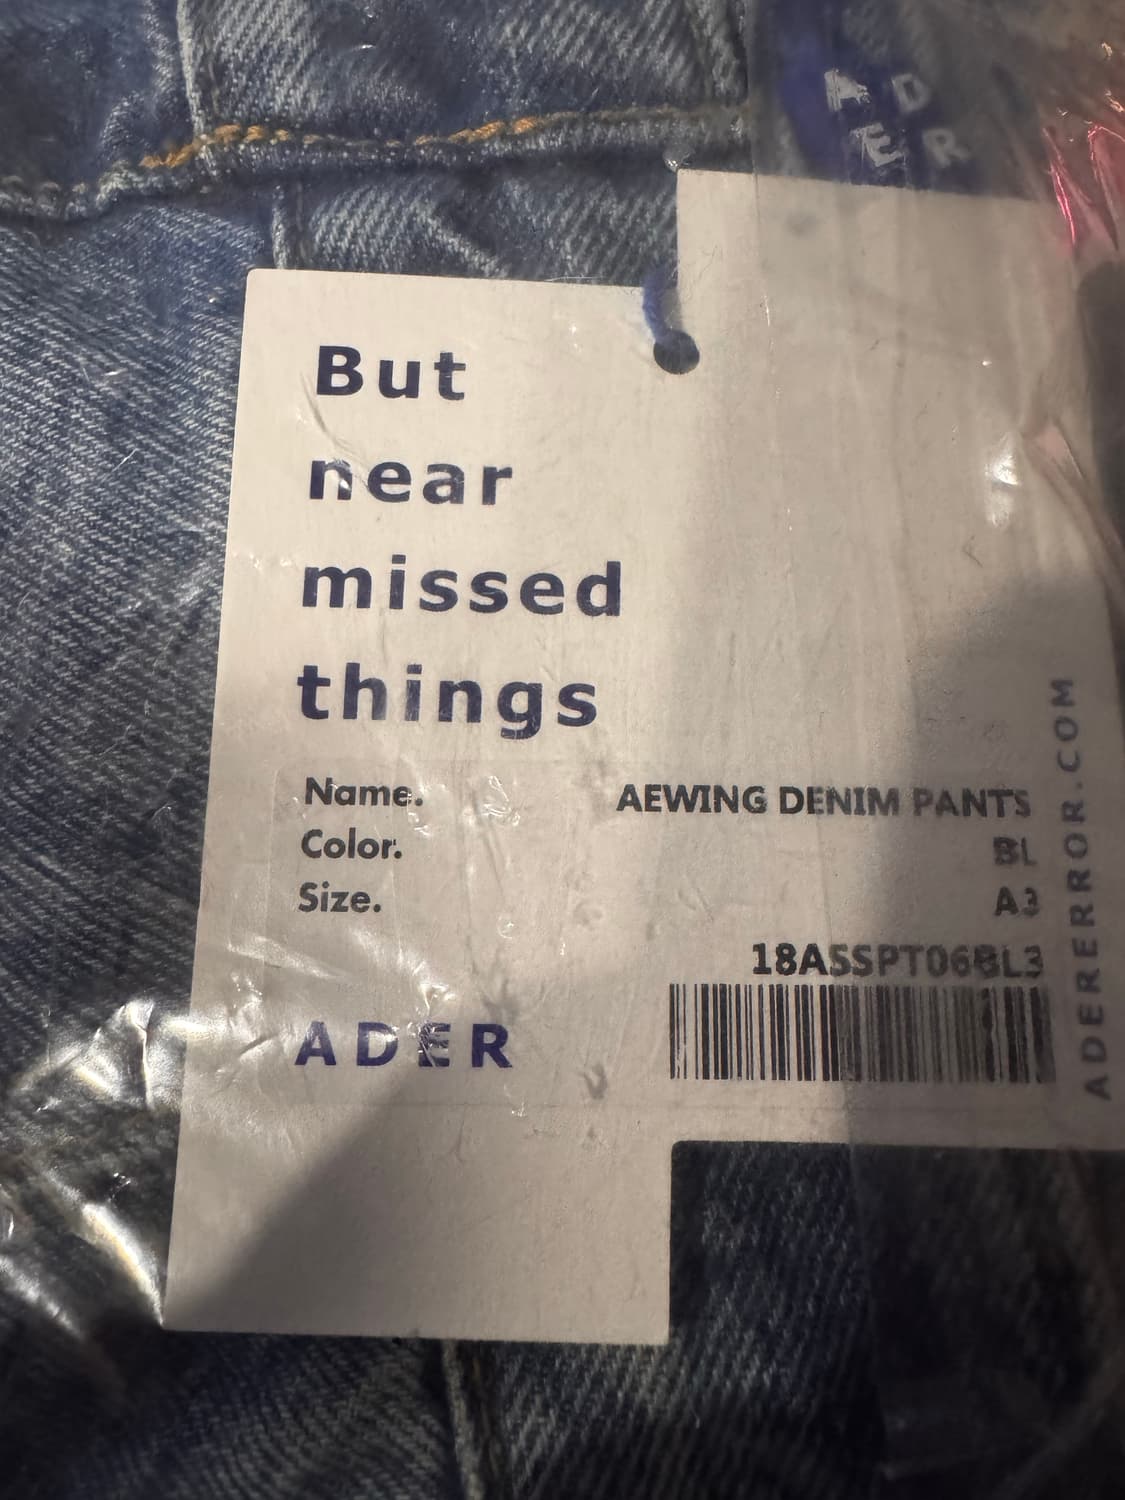 A D
E R
But
near
missed
things
Name. AEWING DENIM PANTS
Color. BL
Size. A3
18ASSPT06BL3
ADER
ADERERROR.COM